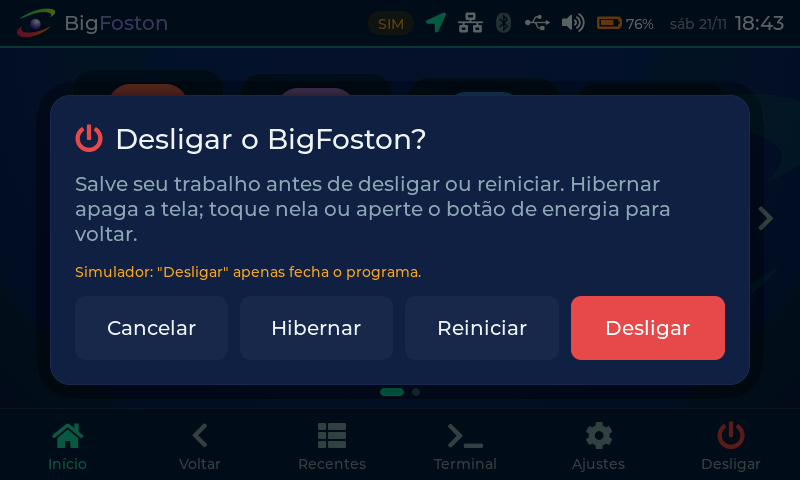 BigFoston
SIM
76%
sáb 21/11
18:43
Desligar o BigFoston?
Salve seu trabalho antes de desligar ou reiniciar. Hibernar
apaga a tela; toque nela ou aperte o botão de energia para
voltar.
Simulador: "Desligar" apenas fecha o programa.
Cancelar
Hibernar
Reiniciar
Desligar
Início
Voltar
Recentes
Terminal
Ajustes
Desligar